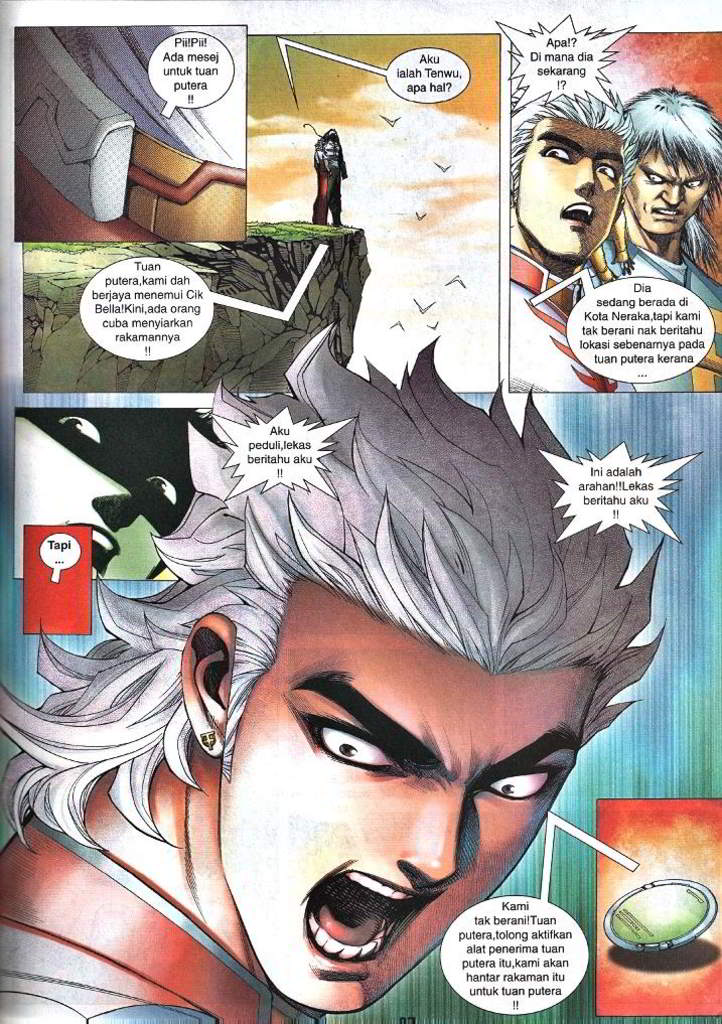 Pii!Pii!
Ada mesej
untuk tuan
putera
!!
Aku
ialah Tenwu,
apa hal?
Tuan
putera,kami dah
berjaya menemui Cik
Bella!Kini,ada orang
cuba menyiarkan
rakamannya
!!
Apa!?
Di mana dia
sekarang
!?
Dia
sedang berada di
Kota Neraka,tapi kami
tak berani nak beritahu
lokasi sebenarnya pada
tuan putera kerana
...
Tapi
...
Aku
peduli,lekas
beritahu aku
!!
Ini adalah
arahan!!Lekas
beritahu aku
!!
Kami
tak berani!Tuan
putera,tolong aktifkan
alat penerima tuan
putera itu,kami akan
hantar rakaman itu
untuk tuan putera
!!